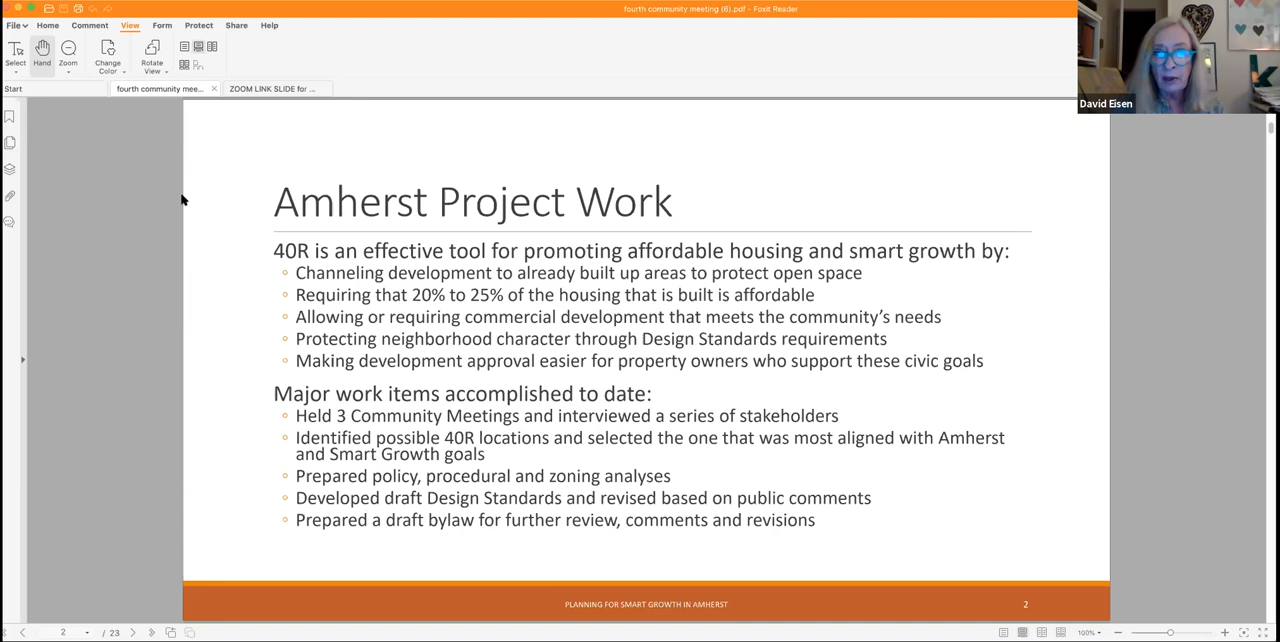 fourth community meeting (6).pdf - Foxit Reader
File
Home
Comment
View
Form
Protect
Share
Help
Select
Hand
Zoom
Change
Color
Rotate
View
Start
fourth community mee...
ZOOM LINK SLIDE for ...
David Eisen
Amherst Project Work
40R is an effective tool for promoting affordable housing and smart growth by:
Channeling development to already built up areas to protect open space
Requiring that 20% to 25% of the housing that is built is affordable
Allowing or requiring commercial development that meets the community's needs
Protecting neighborhood character through Design Standards requirements
Making development approval easier for property owners who support these civic goals
Major work items accomplished to date:
Held 3 Community Meetings and interviewed a series of stakeholders
Identified possible 40R locations and selected the one that was most aligned with Amherst
and Smart Growth goals
Prepared policy, procedural and zoning analyses
Developed draft Design Standards and revised based on public comments
Prepared a draft bylaw for further review, comments and revisions
PLANNING FOR SMART GROWTH IN AMHERST
2
2
/ 23
100%